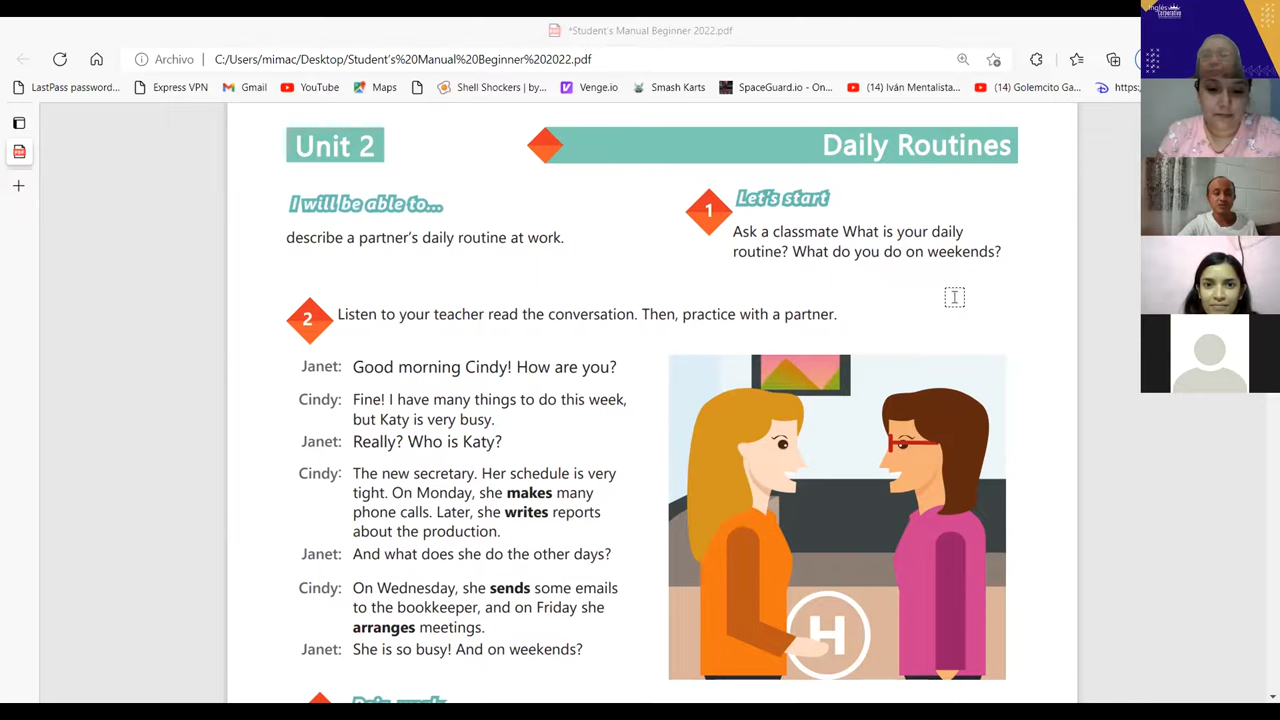 *Student's Manual Beginner 2022.pdf
Archivo
C:/Users/mimac/Desktop/Student's%20Manual%20Beginner%202022.pdf
LastPass password...
Express VPN
Gmail
YouTube
Maps
Shell Shockers | by...
Venge.io
Smash Karts
SpaceGuard.io - On...
(14) Iván Mentalista...
(14) Golemcito Ga...
https:
Inglés
Corporativo
Unit 2
Daily Routines
I will be able to...
describe a partner's daily routine at work.
1
Let's start
Ask a classmate What is your daily
routine? What do you do on weekends?
2
Listen to your teacher read the conversation. Then, practice with a partner.
Janet: Good morning Cindy! How are you?
Cindy: Fine! I have many things to do this week,
but Katy is very busy.
Janet: Really? Who is Katy?
Cindy: The new secretary. Her schedule is very
tight. On Monday, she makes many
phone calls. Later, she writes reports
about the production.
Janet: And what does she do the other days?
Cindy: On Wednesday, she sends some emails
to the bookkeeper, and on Friday she
arranges meetings.
Janet: She is so busy! And on weekends?
H